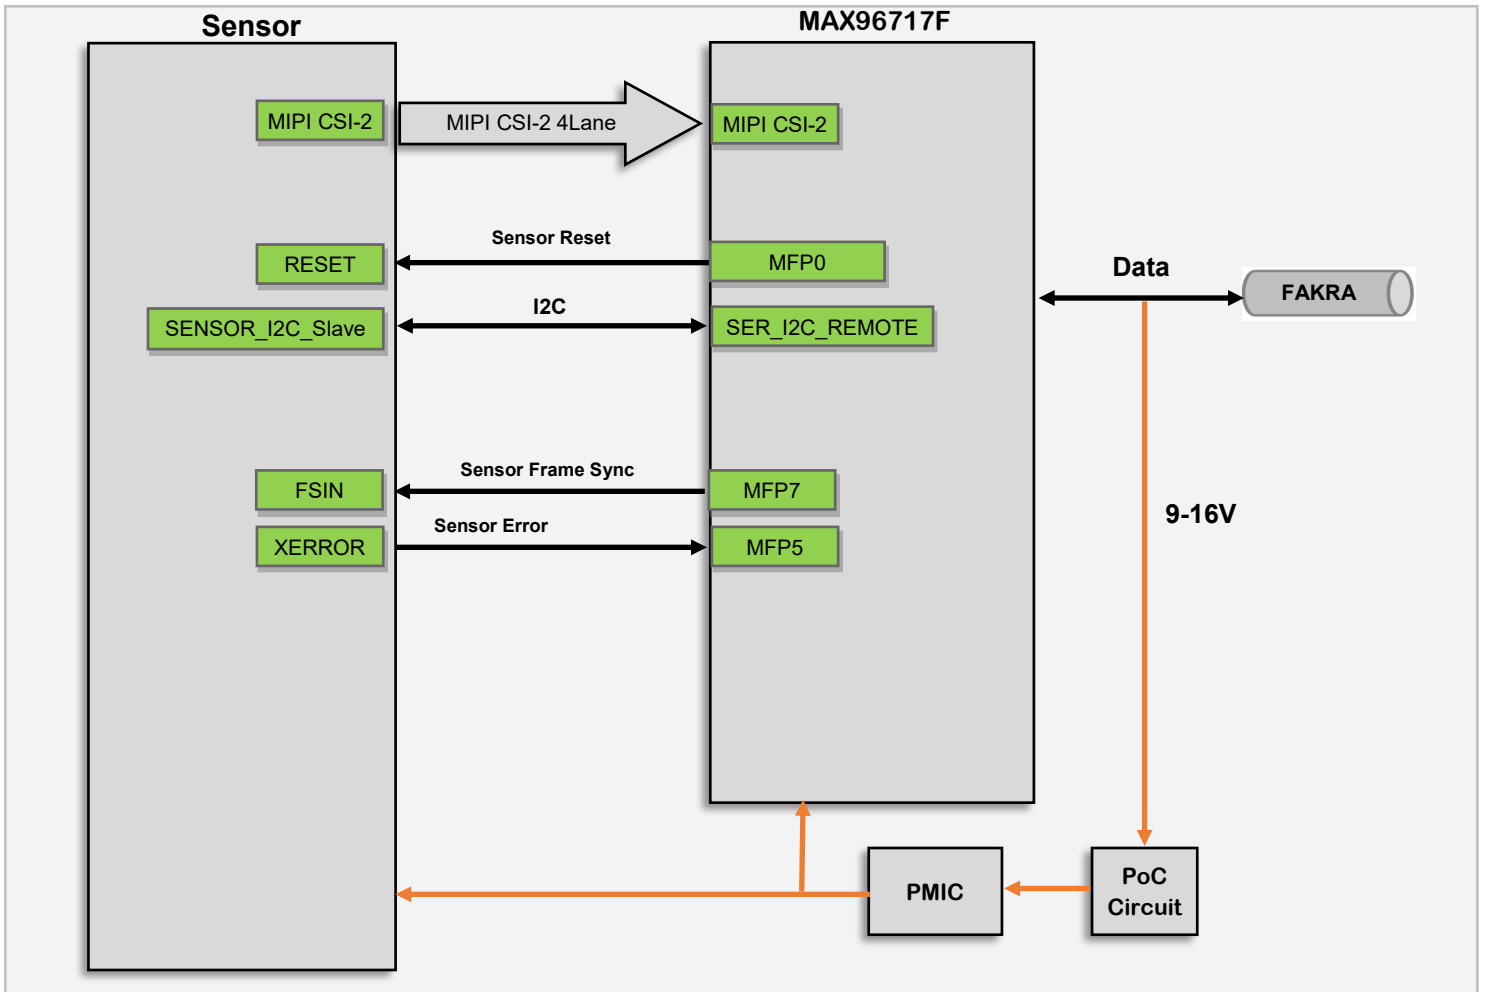 Sensor
MAX96717F
MIPI CSI-2
MIPI CSI-2 4Lane
MIPI CSI-2
Sensor Reset
RESET
MFP0
Data
FAKRA
I2C
SENSOR_I2C_Slave
SER_I2C_REMOTE
Sensor Frame Sync
FSIN
MFP7
9-16V
Sensor Error
XERROR
MFP5
PMIC
PoC
Circuit